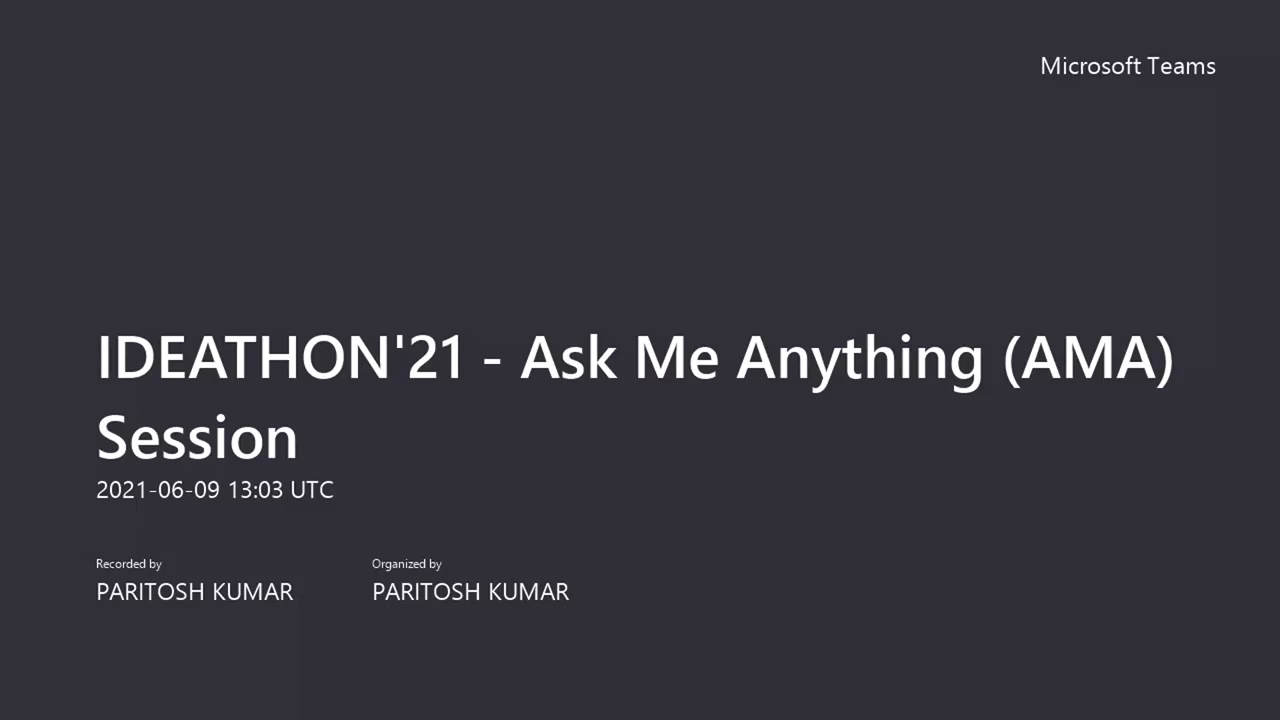 Microsoft Teams
IDEATHON'21 - Ask Me Anything (AMA)
Session
2021-06-09 13:03 UTC
Recorded by
PARITOSH KUMAR
Organized by
PARITOSH KUMAR